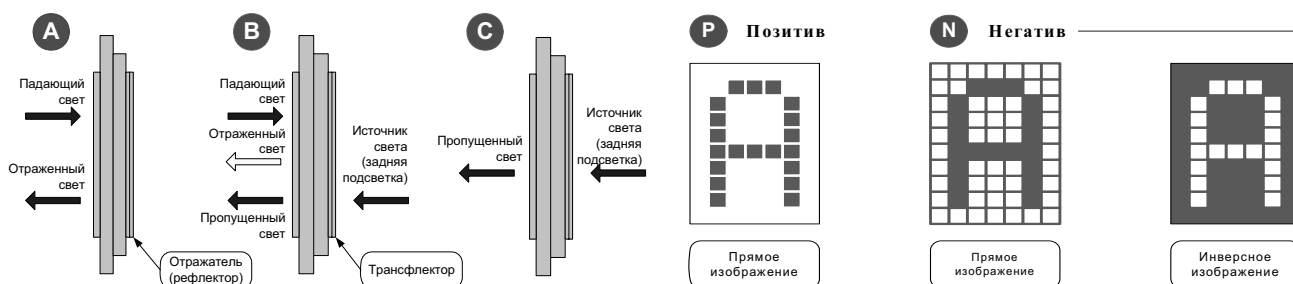 A
Падающий
свет
Отраженный
свет
Отражатель
(рефлектор)
B
Падающий
свет
Отраженный
свет
Пропущенный
свет
Источник
света
(задняя
подсветка)
Трансфлектор
C
Пропущенный
свет
Источник
света
(задняя
подсветка)
P Позитив
A
Прямое
изображение
N Негатив
A
Прямое
изображение
A
Инверсное
изображение